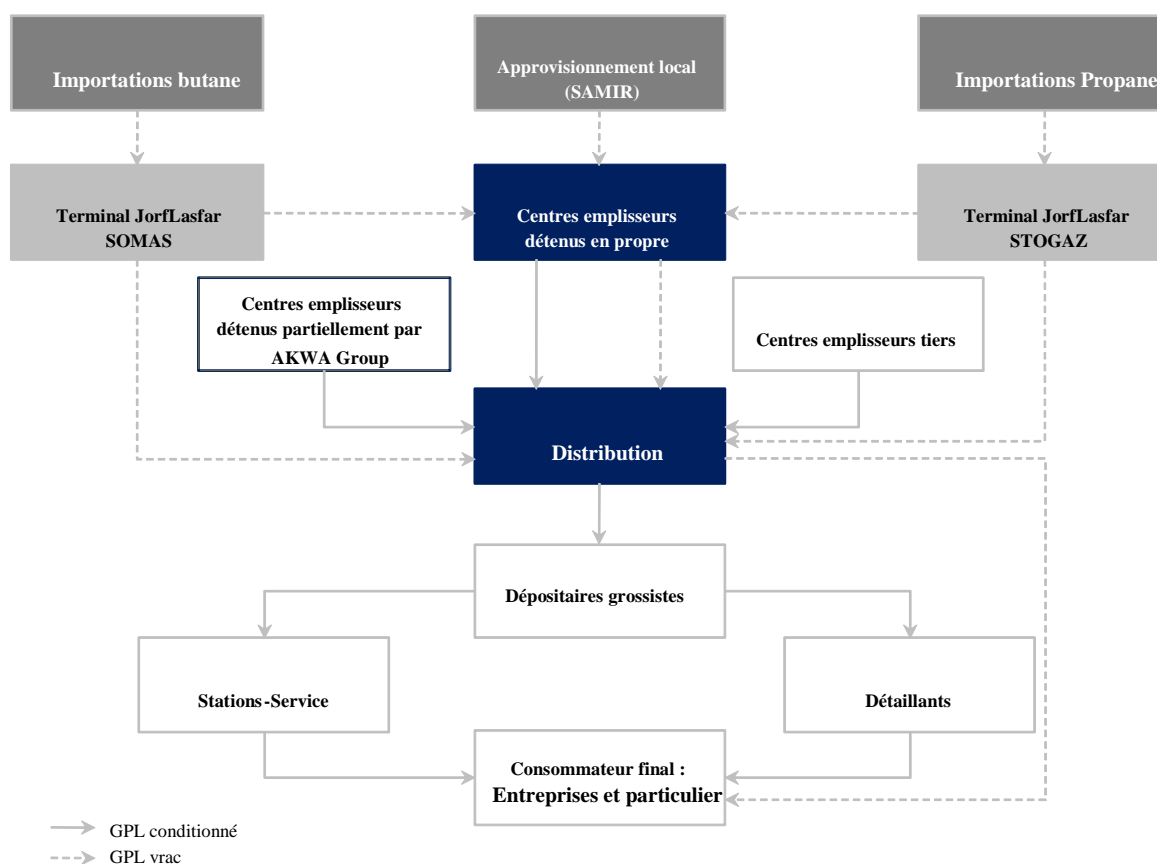 Importations butane
Approvisionnement local
(SAMIR)
Importations Propane
Terminal JorfLasfar
SOMAS
Centres emplisseurs
détenus en propre
Terminal JorfLasfar
STOGAZ
Centres emplisseurs
détenus partiellement par
AKWA Group
Centres emplisseurs tiers
Distribution
Dépositaires grossistes
Stations-Service
Détaillants
Consommateur final :
Entreprises et particulier
GPL conditionné
GPL vrac